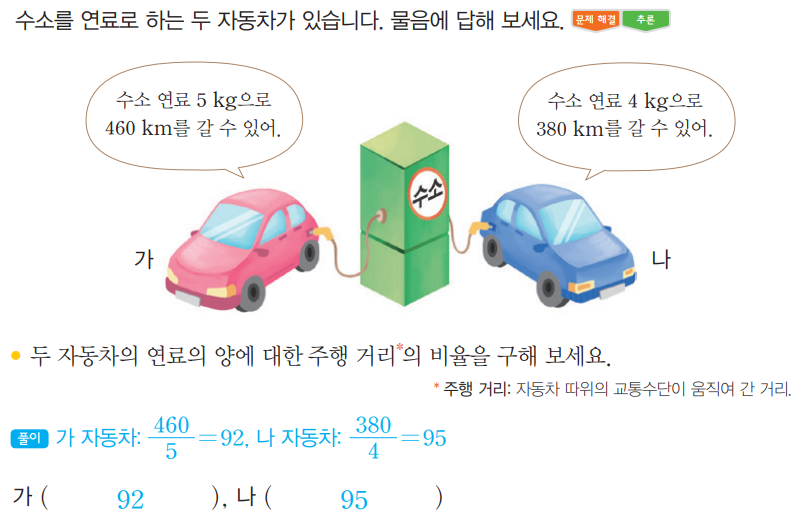 수소를 연료로 하는 두 자동차가 있습니다. 물음에 답해 보세요. 문제 해결 추론
수소 연료 5 kg으로
460 km를 갈 수 있어.
수소 연료 4 kg으로
380 km를 갈 수 있어.
수소
가
나
• 두 자동차의 연료의 양에 대한 주행 거리*의 비율을 구해 보세요.
* 주행 거리: 자동차 따위의 교통수단이 움직여 간 거리.
풀이 가 자동차: 460/5=92, 나 자동차: 380/4=95
가 ( 92 ), 나 ( 95 )